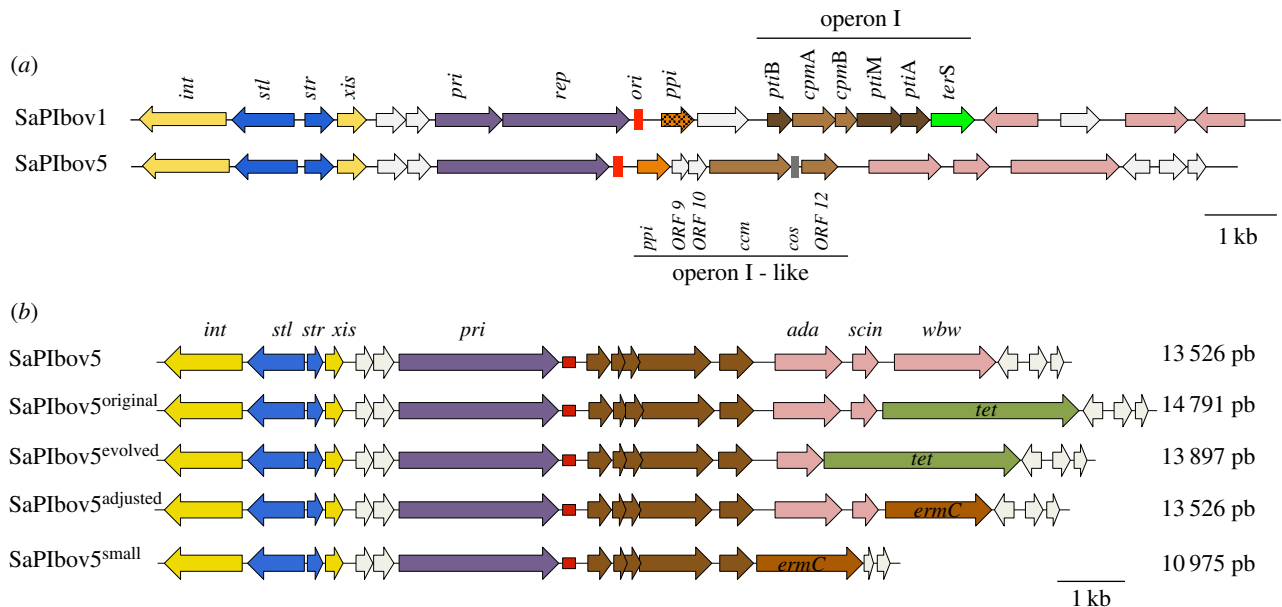 operon I
(a)
int stl str xis pri rep ori ppi ptiB cpmA cpmB ptiM ptiA terS
SaPIbov1
SaPIbov5
ppi ORF 9 ORF 10 ccm cos ORF 12
1 kb
operon I - like
(b)
int stl str xis pri ada scin wbw
SaPIbov5 13 526 pb
SaPIbov5original tet 14 791 pb
SaPIbov5evolved tet 13 897 pb
SaPIbov5adjusted ermC 13 526 pb
SaPIbov5small ermC 10 975 pb
1 kb